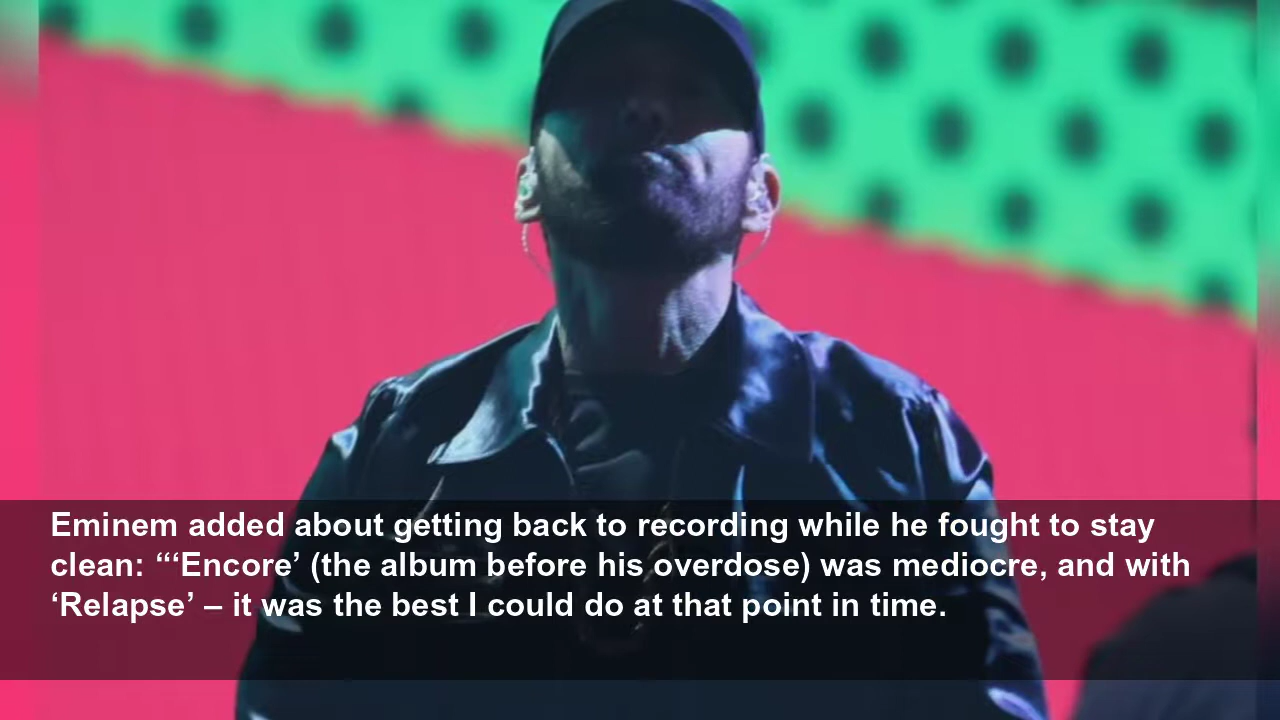 Eminem added about getting back to recording while he fought to stay
clean: “‘Encore’ (the album before his overdose) was mediocre, and with
‘Relapse’ – it was the best I could do at that point in time.